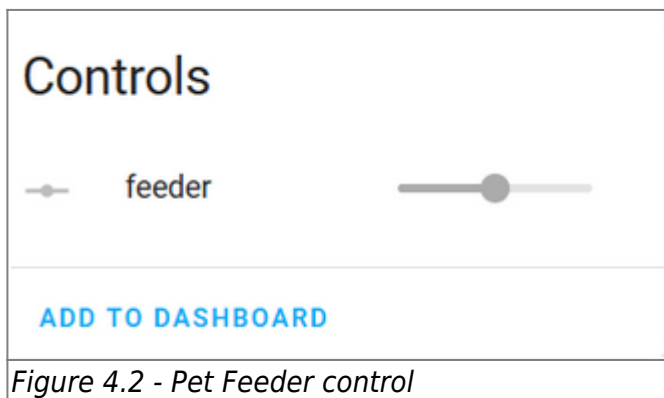 Controls
feeder
ADD TO DASHBOARD
Figure 4.2 - Pet Feeder control